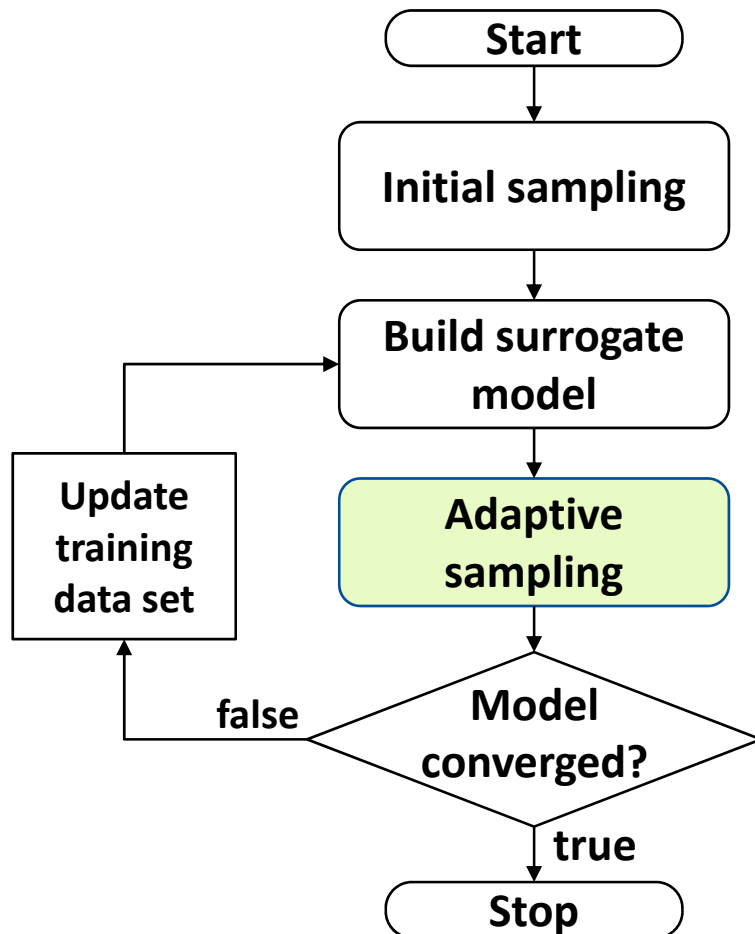 Start
Initial sampling
Build surrogate
model
Adaptive
sampling
Update
training
data set
Model
converged?
false
true
Stop